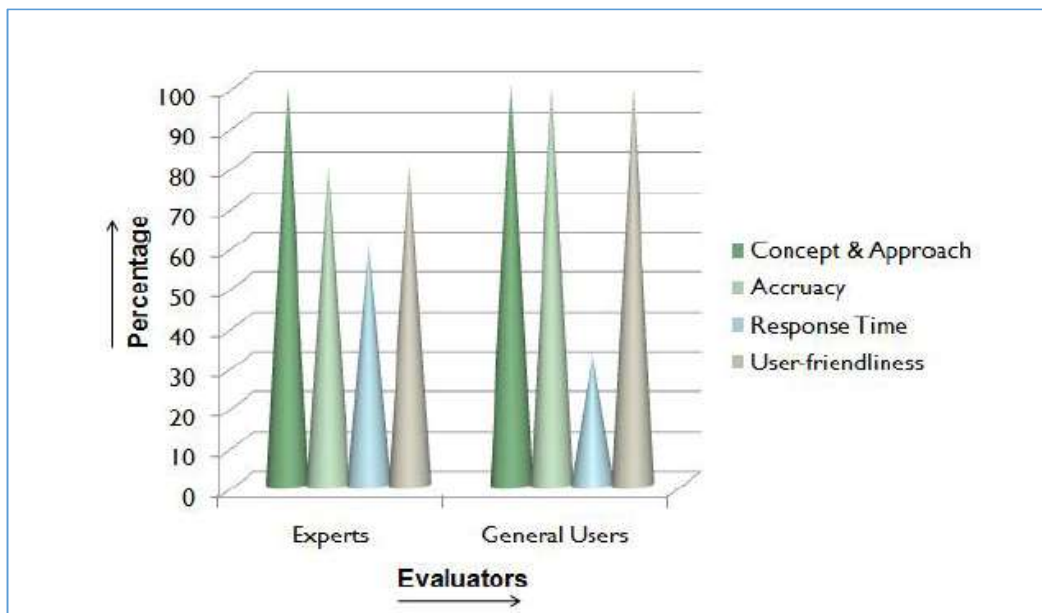 100
90
80
70
60
50
40
30
20
10
0
Percentage
Experts
General Users
Evaluators
Concept & Approach
Accruacy
Response Time
User-friendliness